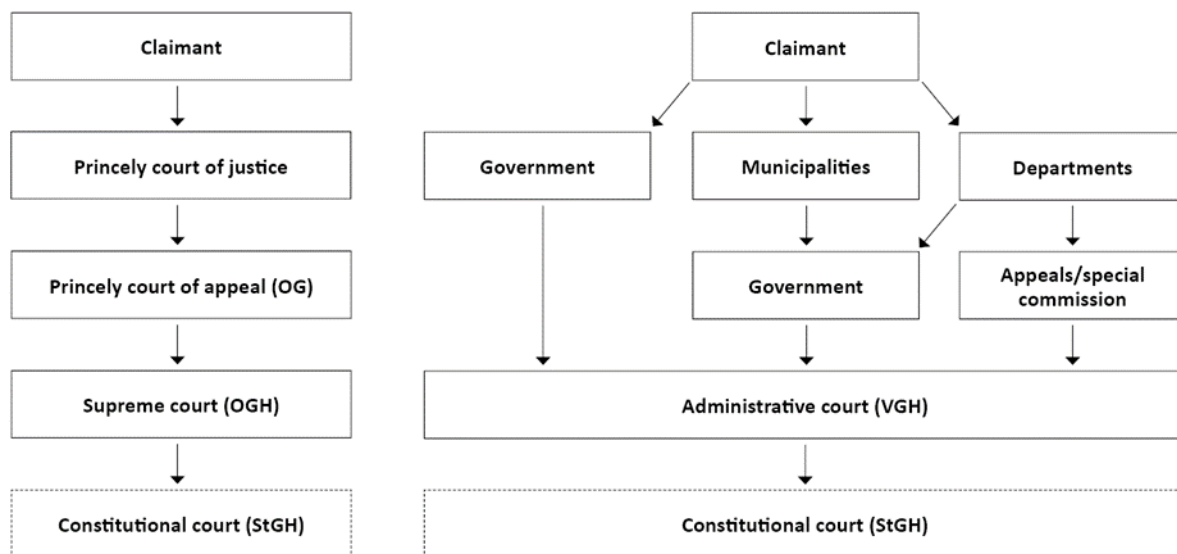 Claimant
Princely court of justice
Princely court of appeal (OG)
Supreme court (OGH)
Constitutional court (StGH)
Claimant
Government
Municipalities
Departments
Government
Appeals/special
commission
Administrative court (VGH)
Constitutional court (StGH)